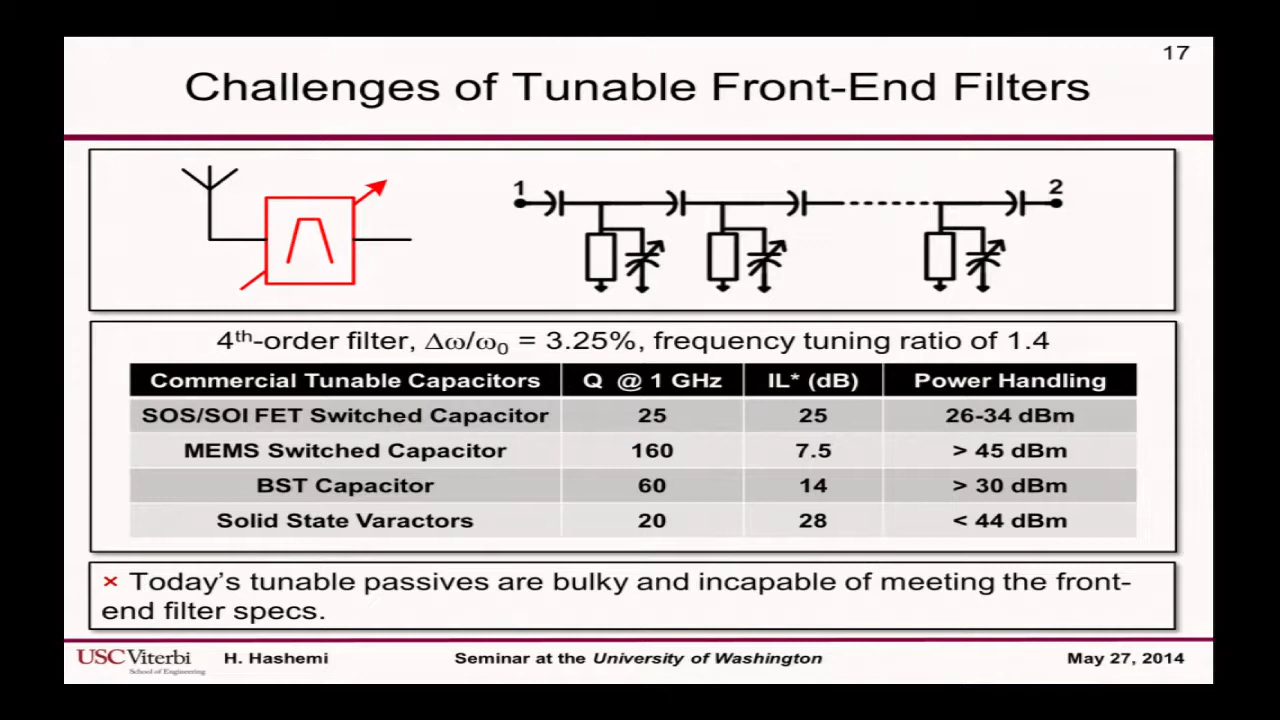 17
Challenges of Tunable Front-End Filters
1
2
4th-order filter, Δω/ω0 = 3.25%, frequency tuning ratio of 1.4
Commercial Tunable Capacitors Q @ 1 GHz IL* (dB) Power Handling
SOS/SOI FET Switched Capacitor 25 25 26-34 dBm
MEMS Switched Capacitor 160 7.5 > 45 dBm
BST Capacitor 60 14 > 30 dBm
Solid State Varactors 20 28 < 44 dBm
× Today's tunable passives are bulky and incapable of meeting the front-
end filter specs.
USC Viterbi H. Hashemi Seminar at the University of Washington May 27, 2014
School of Engineering